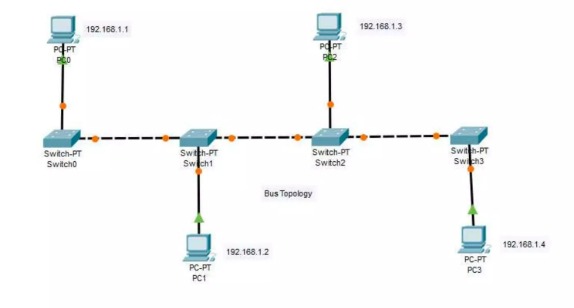 192.168.1.1
PC-PT
PC0
192.168.1.3
PC-PT
PC2
Switch-PT
Switch0
Switch-PT
Switch1
Switch-PT
Switch2
Switch-PT
Switch3
Bus Topology
192.168.1.2
PC-PT
PC1
192.168.1.4
PC-PT
PC3